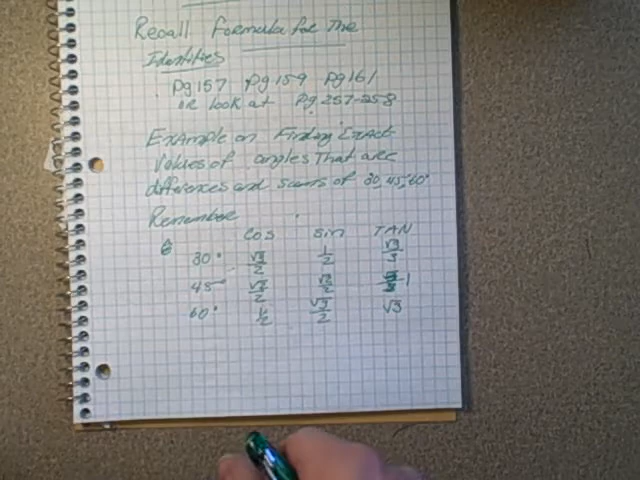 Recall Formula for The
Identities
pg 157 pg 159 pg 161
or look at pg 257-258
Example on Finding Exact
Values of angles That are
differences and sums of 30, 45, 60°
Remember
cos sin TAN
30° √3/2 1/2 √3/3
45° √2/2 √2/2 1
60° 1/2 √3/2 √3